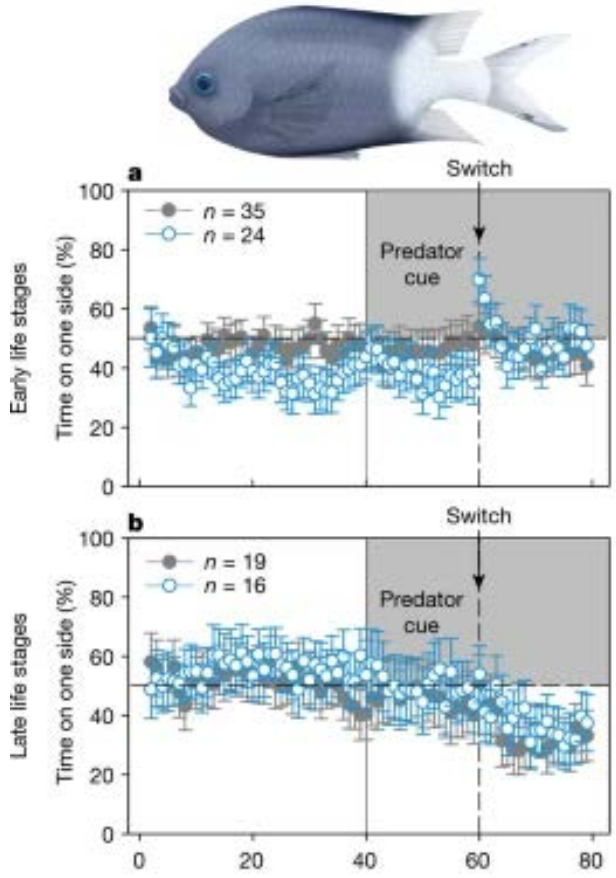 Switch
a
100
n = 35
n = 24
80
Predator
cue
60
40
20
0
Early life stages
Time on one side (%)
Switch
b
100
n = 19
n = 16
80
Predator
cue
60
40
20
0
Late life stages
Time on one side (%)
0 20 40 60 80